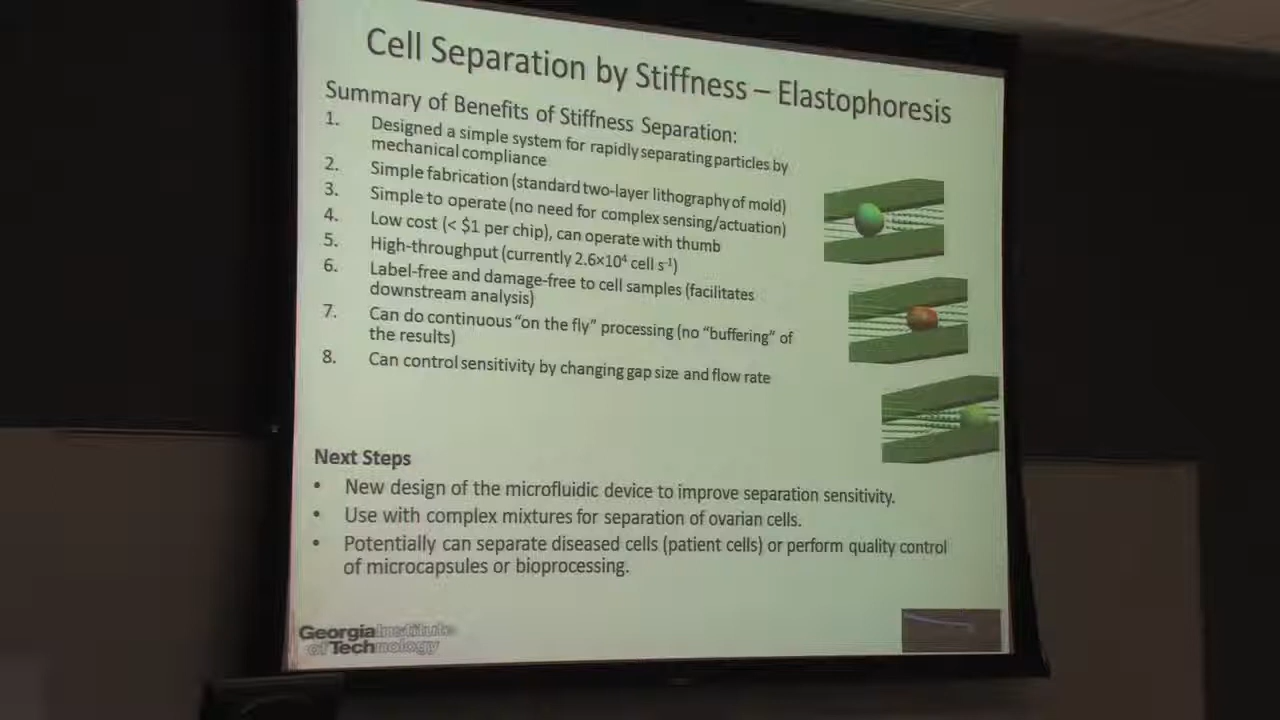 Cell Separation by Stiffness – Elastophoresis
Summary of Benefits of Stiffness Separation:
1. Designed a simple system for rapidly separating particles by
mechanical compliance
2. Simple fabrication (standard two-layer lithography of mold)
3. Simple to operate (no need for complex sensing/actuation)
4. Low cost (< $1 per chip), can operate with thumb
5. High-throughput (currently 2.6×10⁴ cell s⁻¹)
6. Label-free and damage-free to cell samples (facilitates
downstream analysis)
7. Can do continuous "on the fly" processing (no "buffering" of
the results)
8. Can control sensitivity by changing gap size and flow rate
Next Steps
• New design of the microfluidic device to improve separation sensitivity.
• Use with complex mixtures for separation of ovarian cells.
• Potentially can separate diseased cells (patient cells) or perform quality control
of microcapsules or bioprocessing.
Georgia Institute
of Technology